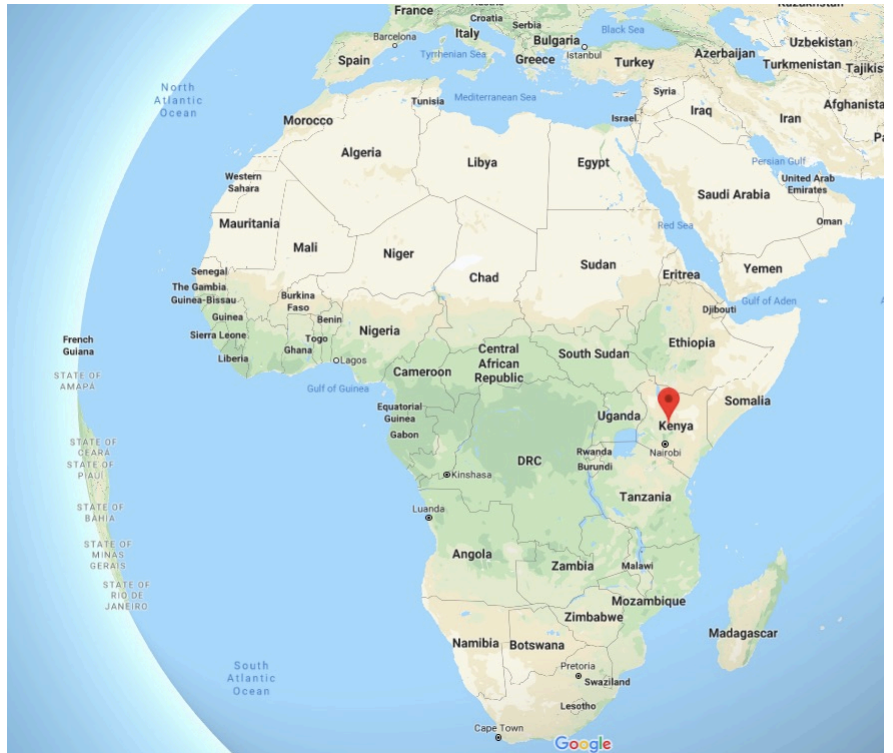 France
Croatia
Serbia
Barcelona
Italy
Bulgaria
Black Sea
Azerbaijan
Uzbekistan
Spain
Tyrrhenian Sea
Greece
Istanbul
Turkey
Turkmenistan
Tajikis
North
Atlantic
Ocean
Tunisia
Mediterranean Sea
Syria
Afghanista
Morocco
Israel
Iraq
Iran
Pa
Algeria
Libya
Egypt
Persian Gulf
Western
Sahara
United Arab
Emirates
Saudi Arabia
Mauritania
Oman
Red Sea
Mali
Niger
Chad
Sudan
Yemen
Senegal
Eritrea
The Gambia
Guinea-Bissau
Burkina
Faso
Gulf of Aden
Djibouti
Guinea
Benin
Nigeria
Sierra Leone
Togo
Ghana
French
Guiana
Liberia
Lagos
Cameroon
Central
African
Republic
South Sudan
Ethiopia
STATE OF
AMAPÁ
Gulf of Guinea
Equatorial
Guinea
Uganda
Somalia
Gabon
Kenya
STATE OF
CEARÁ
Nairobi
Rwanda
DRC
STATE OF
PIAUÍ
Kinshasa
Burundi
Tanzania
STATE OF
BAHIA
Luanda
STATE OF
MINAS
GERAIS
Angola
Zambia
Malawi
STATE OF
RIO DE
JANEIRO
Mozambique
Zimbabwe
Madagascar
Namibia
Botswana
South
Atlantic
Ocean
Pretoria
Swaziland
Lesotho
Cape Town
Google